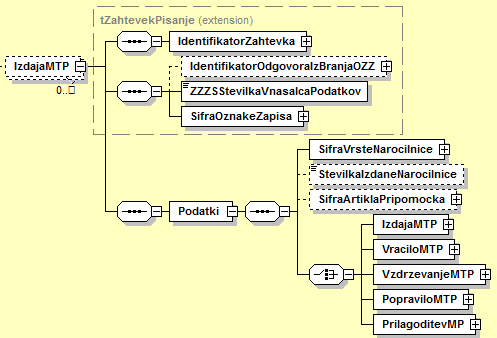 tZahtevekPisanje (extension)
IdentifikatorZahtevka
IzdajaMTP
0..□
IdentifikatorOdgovoraIzBranjaOZZ
ZZZSStevilkaVnasalcaPodatkov
SifraOznakeZapisa
SifraVrsteNarocilnice
StevilkaIzdaneNarocilnice
Podatki
SifraArtiklaPripomocka
IzdajaMTP
VraciloMTP
VzdrzevanjeMTP
PopraviloMTP
PrilagoditevMP